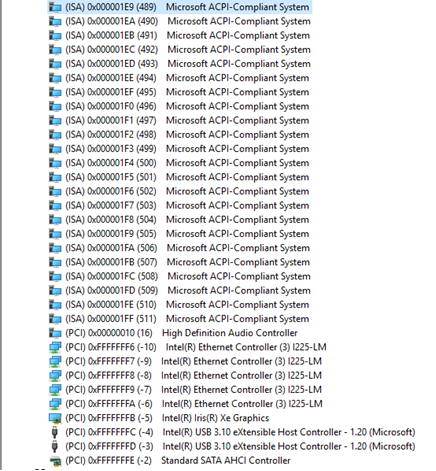 (ISA) 0x000001E9 (489) Microsoft ACPI-Compliant System
(ISA) 0x000001EA (490) Microsoft ACPI-Compliant System
(ISA) 0x000001EB (491) Microsoft ACPI-Compliant System
(ISA) 0x000001EC (492) Microsoft ACPI-Compliant System
(ISA) 0x000001ED (493) Microsoft ACPI-Compliant System
(ISA) 0x000001EE (494) Microsoft ACPI-Compliant System
(ISA) 0x000001EF (495) Microsoft ACPI-Compliant System
(ISA) 0x000001F0 (496) Microsoft ACPI-Compliant System
(ISA) 0x000001F1 (497) Microsoft ACPI-Compliant System
(ISA) 0x000001F2 (498) Microsoft ACPI-Compliant System
(ISA) 0x000001F3 (499) Microsoft ACPI-Compliant System
(ISA) 0x000001F4 (500) Microsoft ACPI-Compliant System
(ISA) 0x000001F5 (501) Microsoft ACPI-Compliant System
(ISA) 0x000001F6 (502) Microsoft ACPI-Compliant System
(ISA) 0x000001F7 (503) Microsoft ACPI-Compliant System
(ISA) 0x000001F8 (504) Microsoft ACPI-Compliant System
(ISA) 0x000001F9 (505) Microsoft ACPI-Compliant System
(ISA) 0x000001FA (506) Microsoft ACPI-Compliant System
(ISA) 0x000001FB (507) Microsoft ACPI-Compliant System
(ISA) 0x000001FC (508) Microsoft ACPI-Compliant System
(ISA) 0x000001FD (509) Microsoft ACPI-Compliant System
(ISA) 0x000001FE (510) Microsoft ACPI-Compliant System
(ISA) 0x000001FF (511) Microsoft ACPI-Compliant System
(PCI) 0x00000010 (16) High Definition Audio Controller
(PCI) 0xFFFFFFF6 (-10) Intel(R) Ethernet Controller (3) I225-LM
(PCI) 0xFFFFFFF7 (-9) Intel(R) Ethernet Controller (3) I225-LM
(PCI) 0xFFFFFFF8 (-8) Intel(R) Ethernet Controller (3) I225-LM
(PCI) 0xFFFFFFF9 (-7) Intel(R) Ethernet Controller (3) I225-LM
(PCI) 0xFFFFFFFA (-6) Intel(R) Ethernet Controller (3) I225-LM
(PCI) 0xFFFFFFFB (-5) Intel(R) Iris(R) Xe Graphics
(PCI) 0xFFFFFFFC (-4) Intel(R) USB 3.10 eXtensible Host Controller - 1.20 (Microsoft)
(PCI) 0xFFFFFFFD (-3) Intel(R) USB 3.10 eXtensible Host Controller - 1.20 (Microsoft)
(PCI) 0xFFFFFFFE (-2) Standard SATA AHCI Controller